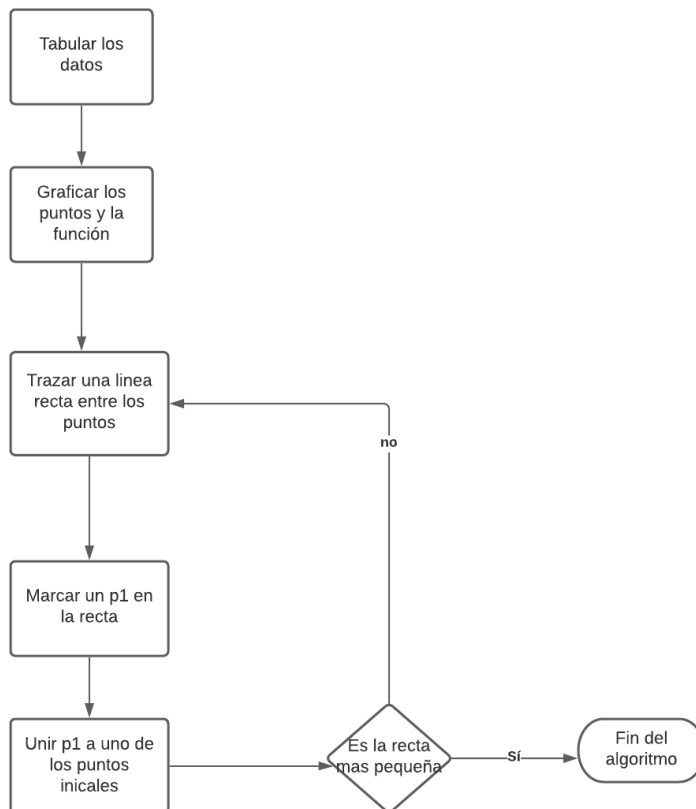 Tabular los
datos
Graficar los
puntos y la
función
Trazar una linea
recta entre los
puntos
no
Marcar un p1 en
la recta
Unir p1 a uno de
los puntos
inicales
Es la recta
mas pequeña
Sí
Fin del
algoritmo